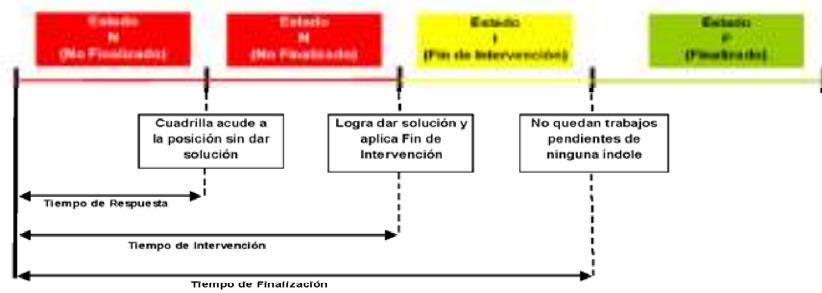 Estado
N
(No Finalizado)
Estado
N
(No Finalizado)
Estado
I
(Fin de Intervención)
Estado
F
(Finalizado)
Cuadrilla acude a
la posición sin dar
solución
Logra dar solución y
aplica Fin de
Intervención
No quedan trabajos
pendientes de
ninguna índole
Tiempo de Respuesta
Tiempo de Intervención
Tiempo de Finalización